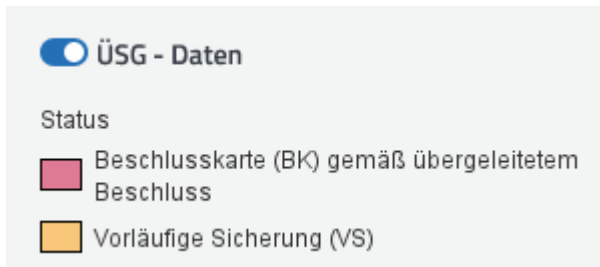 ÜSG - Daten
Status
Beschlusskarte (BK) gemäß übergeleitetem
Beschluss
Vorläufige Sicherung (VS)